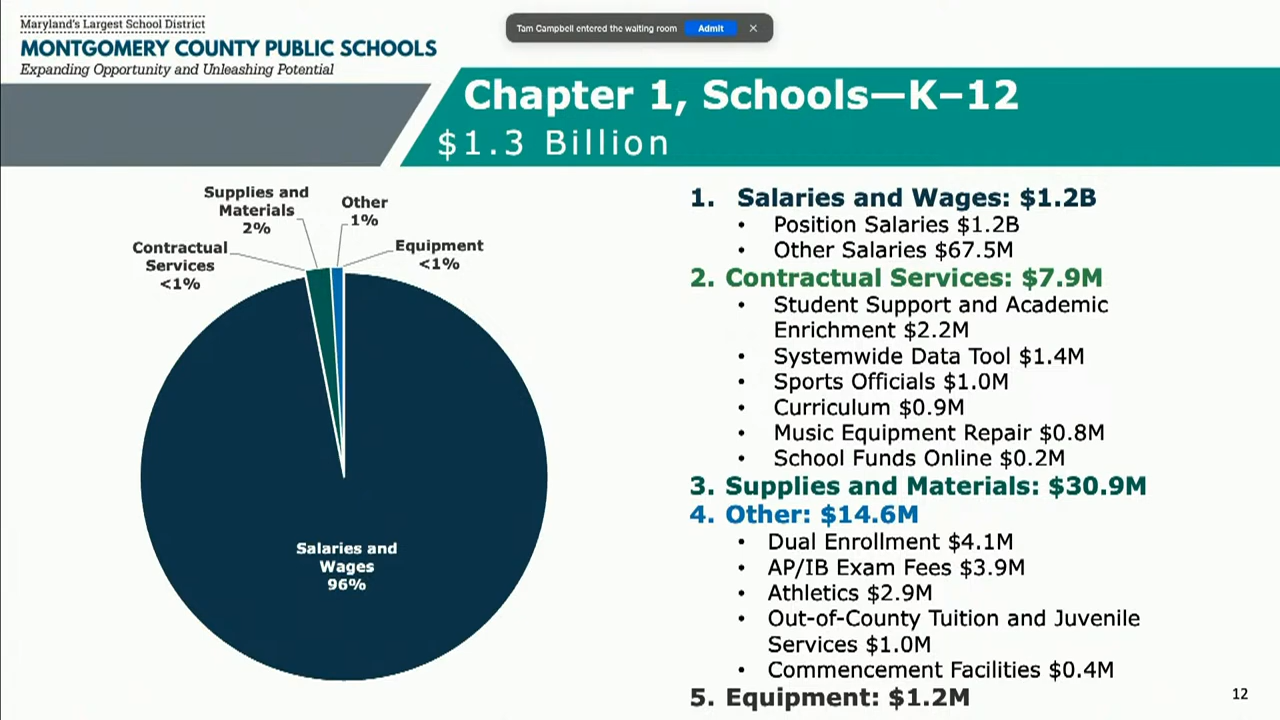 Maryland's Largest School District
MONTGOMERY COUNTY PUBLIC SCHOOLS
Expanding Opportunity and Unleashing Potential
Tam Campbell entered the waiting room Admit ×
Chapter 1, Schools—K–12
$1.3 Billion
Supplies and
Materials
2%
Other
1%
Contractual
Services
<1%
Equipment
<1%
Salaries and
Wages
96%
1. Salaries and Wages: $1.2B
• Position Salaries $1.2B
• Other Salaries $67.5M
2. Contractual Services: $7.9M
• Student Support and Academic
Enrichment $2.2M
• Systemwide Data Tool $1.4M
• Sports Officials $1.0M
• Curriculum $0.9M
• Music Equipment Repair $0.8M
• School Funds Online $0.2M
3. Supplies and Materials: $30.9M
4. Other: $14.6M
• Dual Enrollment $4.1M
• AP/IB Exam Fees $3.9M
• Athletics $2.9M
• Out-of-County Tuition and Juvenile
Services $1.0M
• Commencement Facilities $0.4M
5. Equipment: $1.2M
12